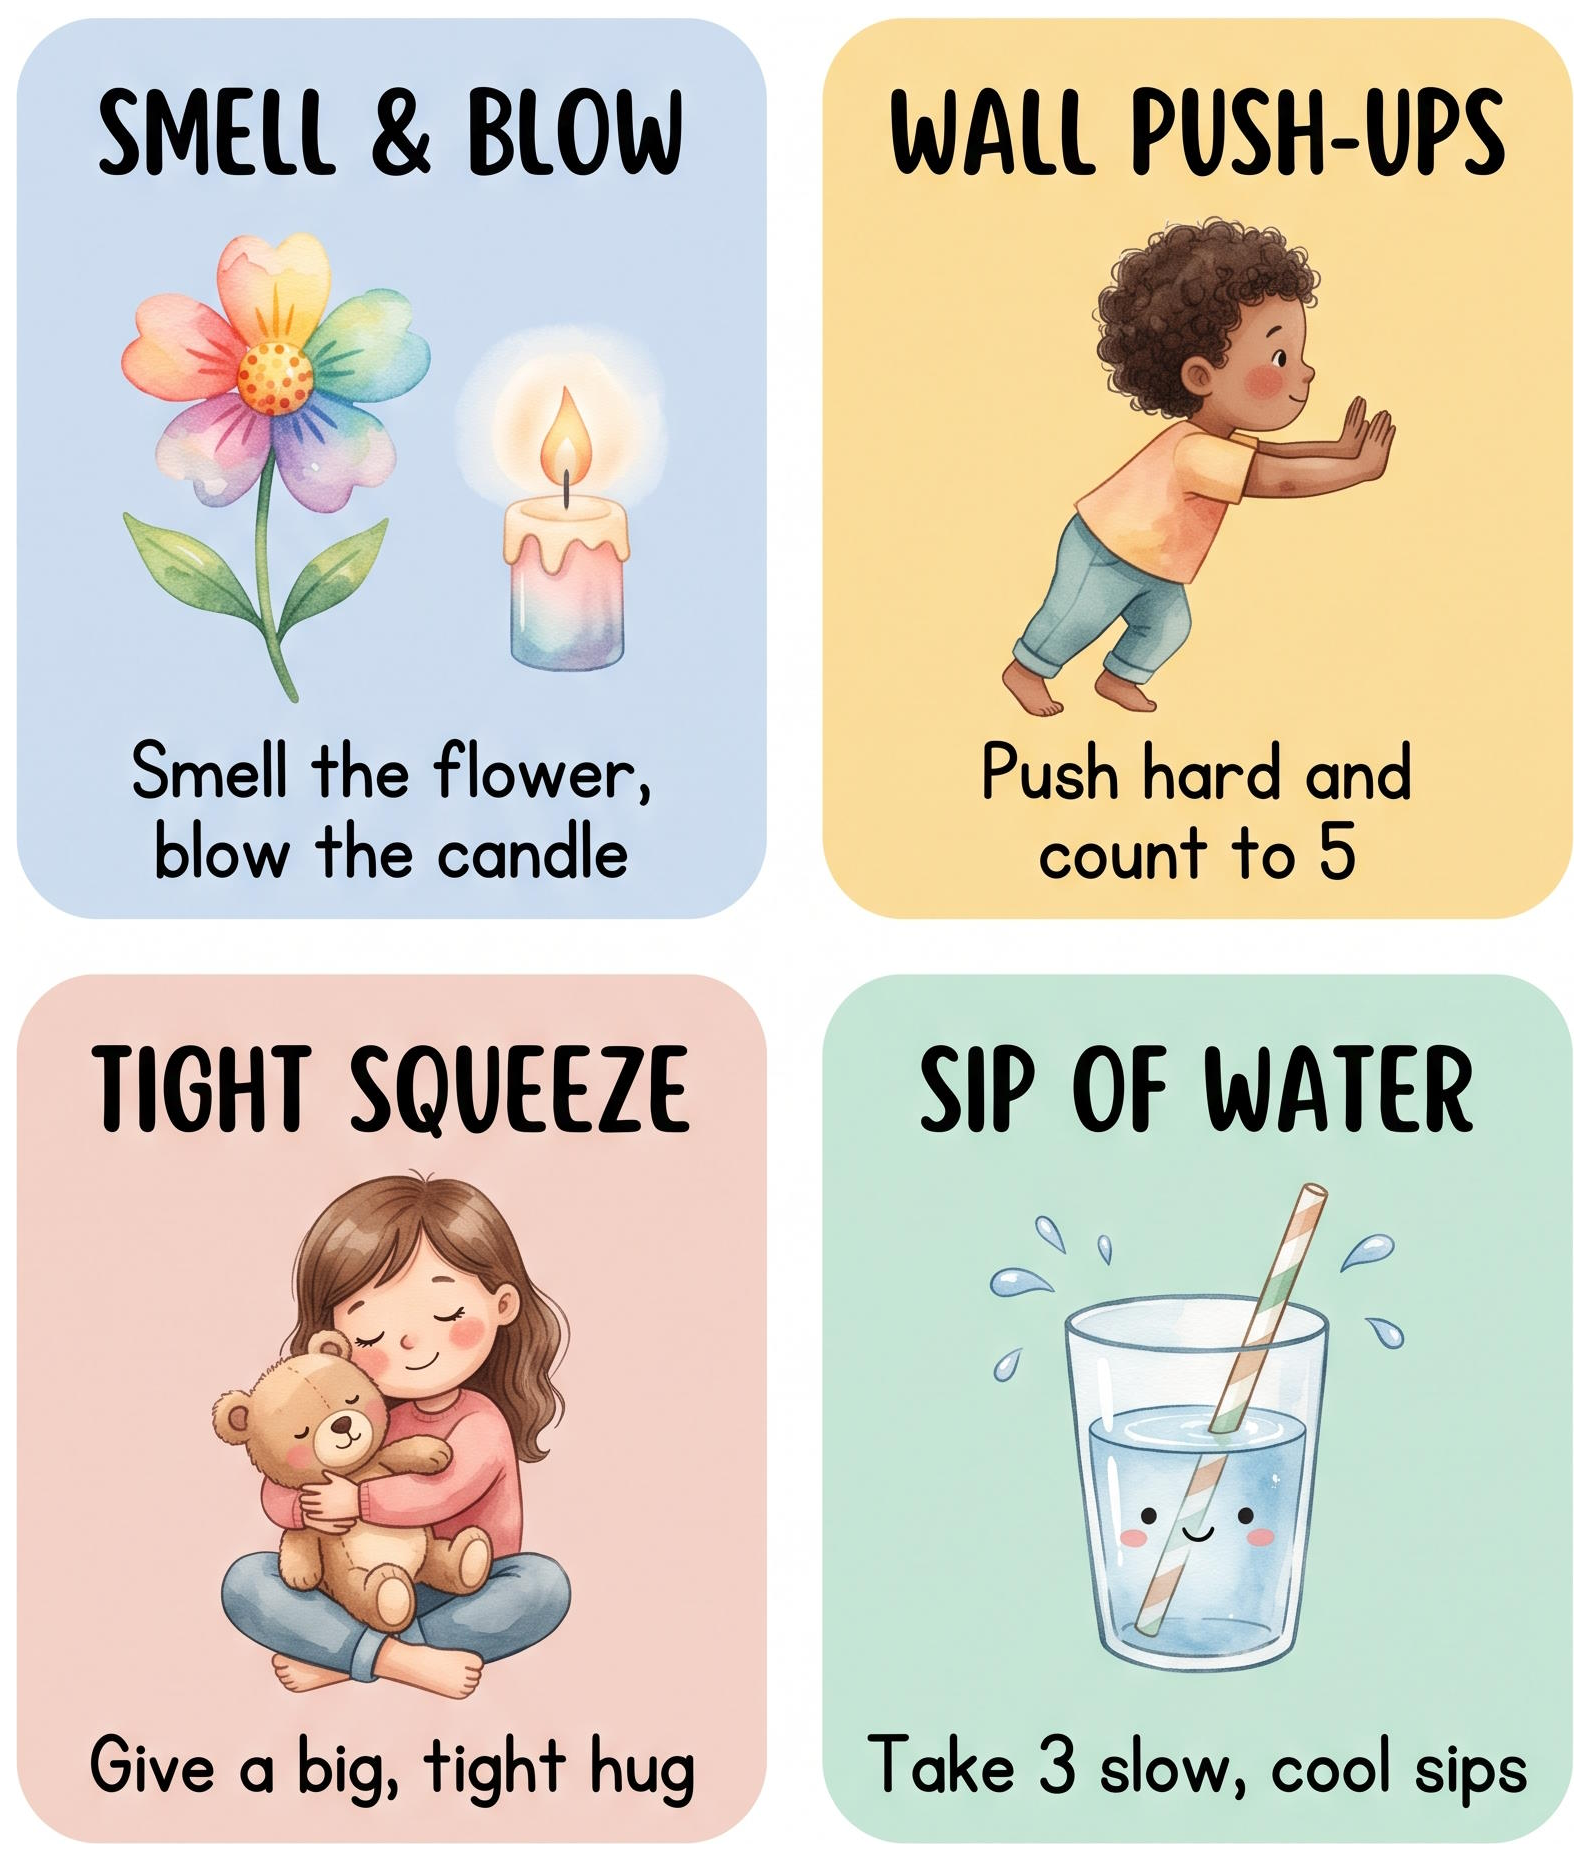 SMELL & BLOW
Smell the flower,
blow the candle
WALL PUSH-UPS
Push hard and
count to 5
TIGHT SQUEEZE
Give a big, tight hug
SIP OF WATER
Take 3 slow, cool sips